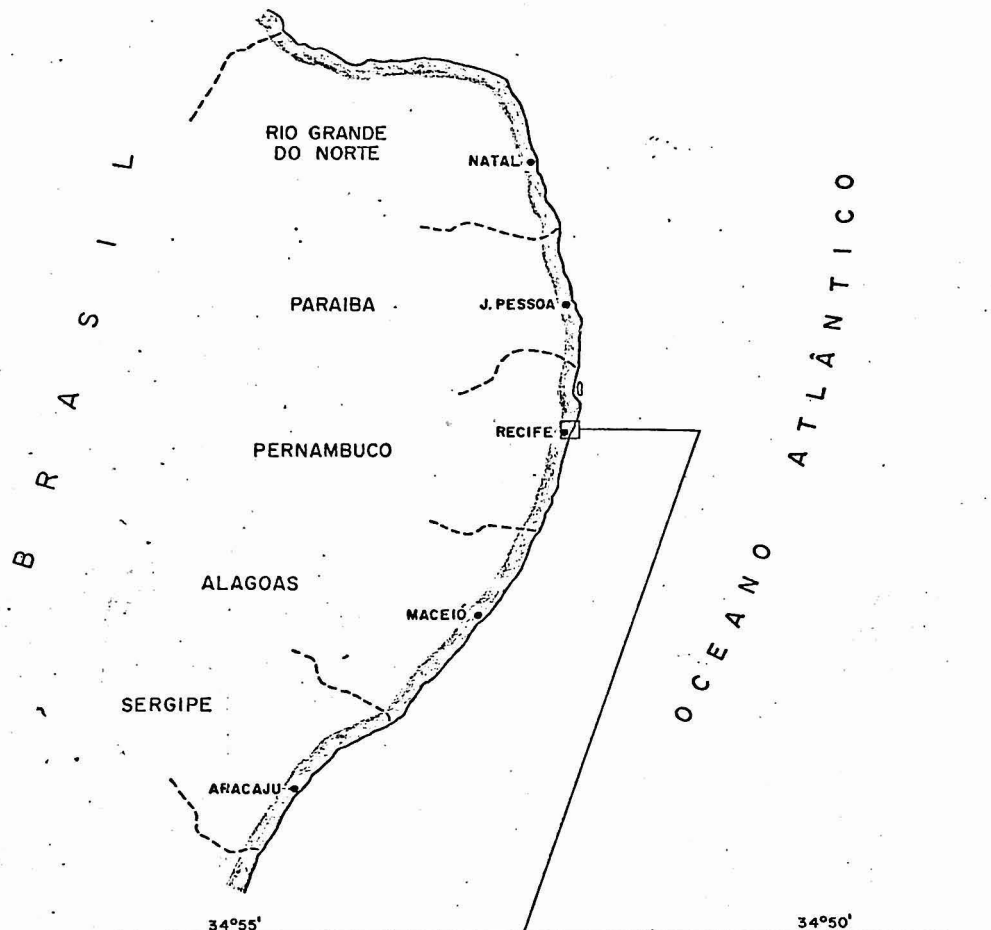 RIO GRANDE
DO NORTE
NATAL
BRASIL
PARAIBA
J. PESSOA
OCEANO ATLÂNTICO
RECIFE
PERNAMBUCO
ALAGOAS
MACEIÓ
SERGIPE
ARACAJU
34°55'
34°50'